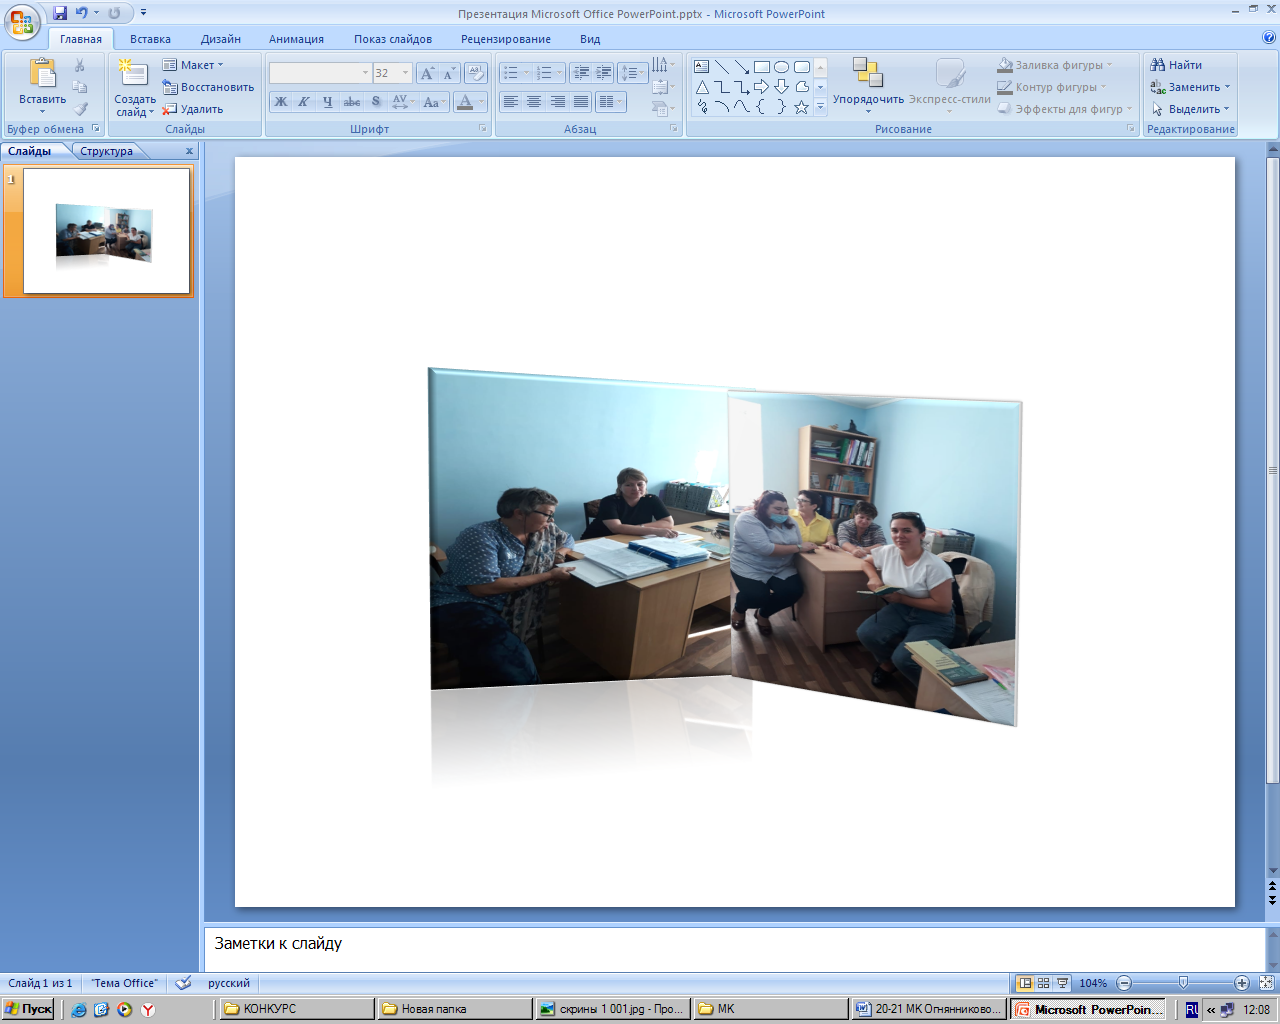 Презентация Microsoft Office PowerPoint.pptx - Microsoft PowerPoint
Главная Вставка Дизайн Анимация Показ слайдов Рецензирование Вид
Вставить
Буфер обмена
Создать слайд
Макет
Восстановить
Удалить
Слайды
32
Ж К Ч abc S AV Aa A
Шрифт
Абзац
Упорядочить
Экспресс-стили
Заливка фигуры
Контур фигуры
Эффекты для фигур
Рисование
Найти
Заменить
Выделить
Редактирование
Слайды Структура
1
Заметки к слайду
Слайд 1 из 1 "Тема Office" русский 104%
Пуск КОНКУРС Новая папка скрины 1 001.jpg - Про... МК 20-21 МК Огнянниково... Microsoft PowerPoin... RU 12:08